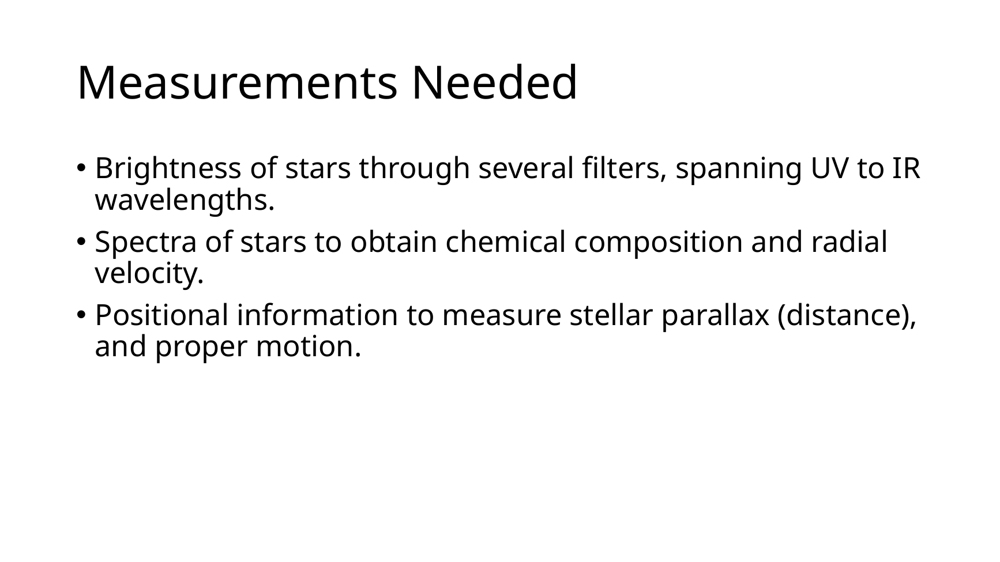 Measurements Needed
• Brightness of stars through several filters, spanning UV to IR
wavelengths.
• Spectra of stars to obtain chemical composition and radial
velocity.
• Positional information to measure stellar parallax (distance),
and proper motion.